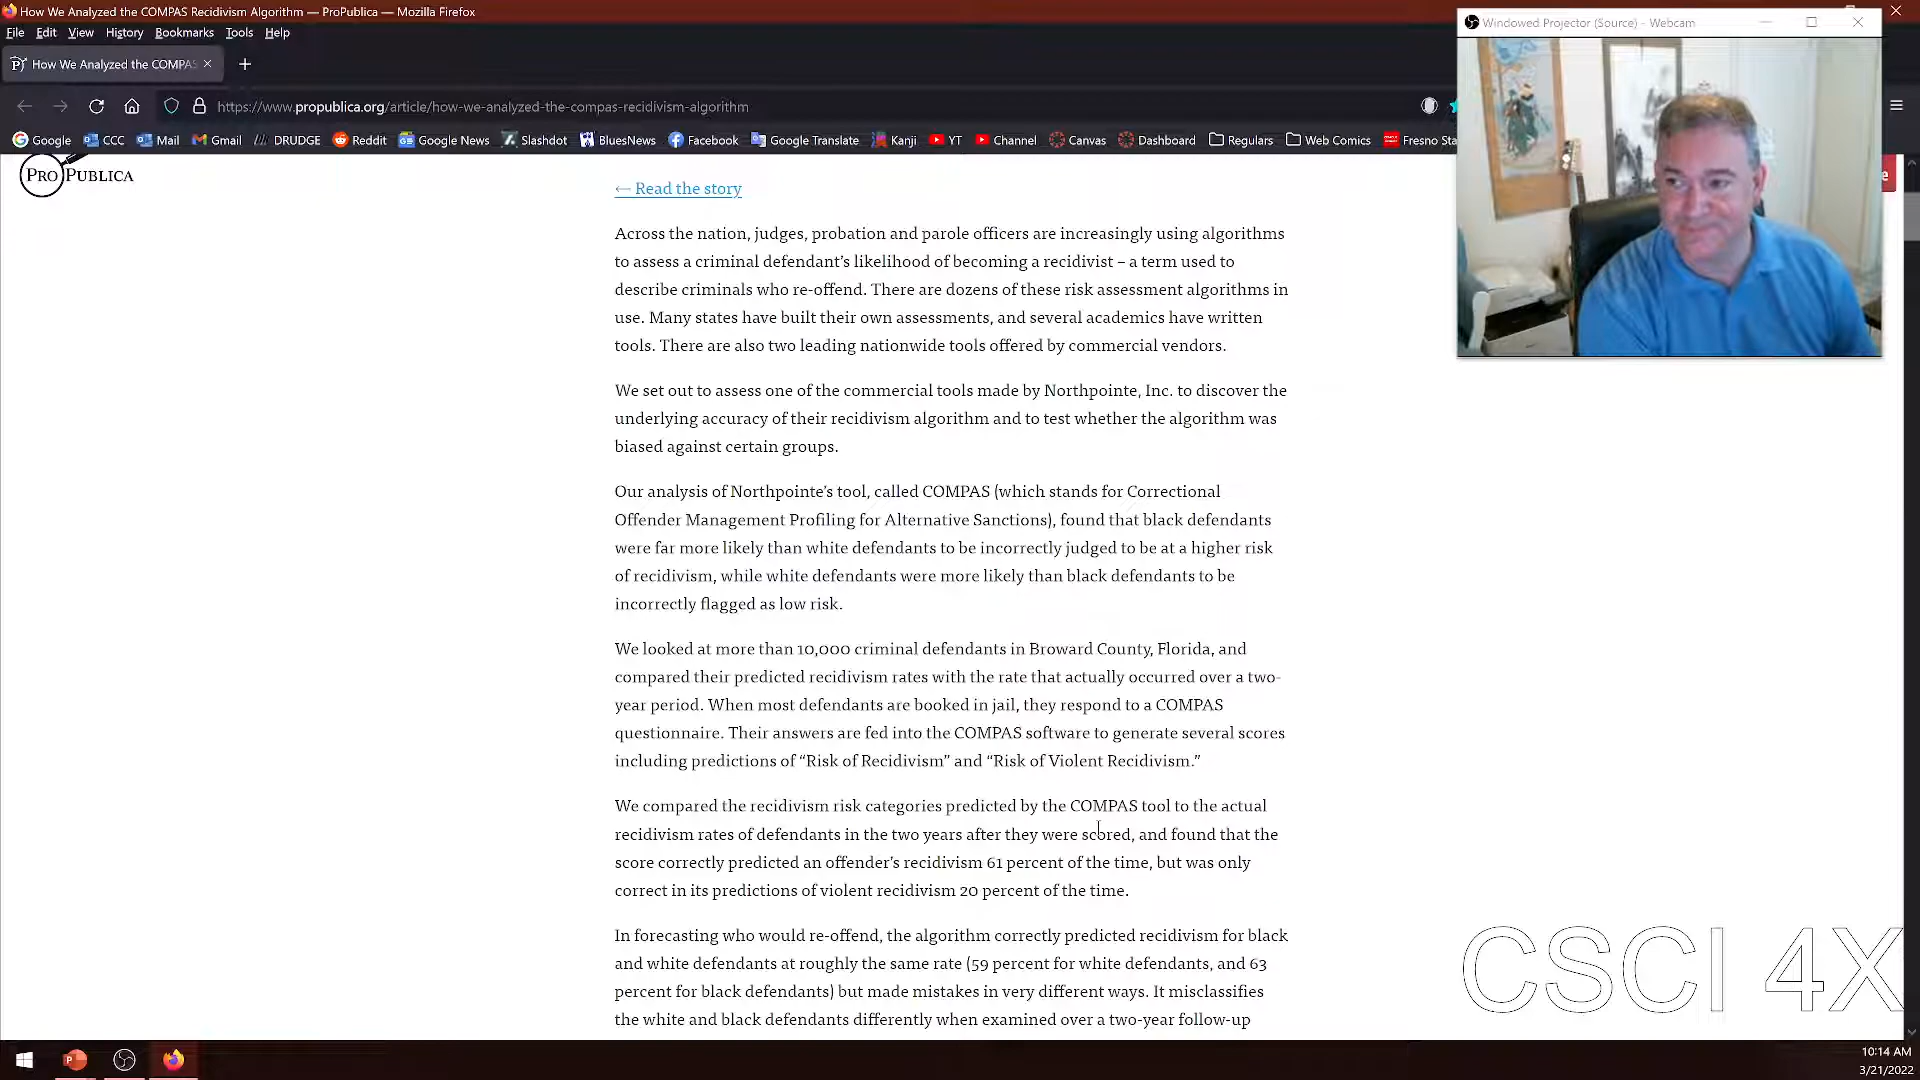 How We Analyzed the COMPAS Recidivism Algorithm — ProPublica — Mozilla Firefox
Windowed Projector (Source) - Webcam
File Edit View History Bookmarks Tools Help
How We Analyzed the COMPAS
https://www.propublica.org/article/how-we-analyzed-the-compas-recidivism-algorithm
Google CCC Mail Gmail DRUDGE Reddit Google News Slashdot BluesNews Facebook Google Translate Kanji YT Channel Canvas Dashboard Regulars Web Comics Fresno Sta
PROPUBLICA
← Read the story
Across the nation, judges, probation and parole officers are increasingly using algorithms
to assess a criminal defendant’s likelihood of becoming a recidivist – a term used to
describe criminals who re-offend. There are dozens of these risk assessment algorithms in
use. Many states have built their own assessments, and several academics have written
tools. There are also two leading nationwide tools offered by commercial vendors.
We set out to assess one of the commercial tools made by Northpointe, Inc. to discover the
underlying accuracy of their recidivism algorithm and to test whether the algorithm was
biased against certain groups.
Our analysis of Northpointe’s tool, called COMPAS (which stands for Correctional
Offender Management Profiling for Alternative Sanctions), found that black defendants
were far more likely than white defendants to be incorrectly judged to be at a higher risk
of recidivism, while white defendants were more likely than black defendants to be
incorrectly flagged as low risk.
We looked at more than 10,000 criminal defendants in Broward County, Florida, and
compared their predicted recidivism rates with the rate that actually occurred over a two-
year period. When most defendants are booked in jail, they respond to a COMPAS
questionnaire. Their answers are fed into the COMPAS software to generate several scores
including predictions of “Risk of Recidivism” and “Risk of Violent Recidivism.”
We compared the recidivism risk categories predicted by the COMPAS tool to the actual
recidivism rates of defendants in the two years after they were scored, and found that the
score correctly predicted an offender’s recidivism 61 percent of the time, but was only
correct in its predictions of violent recidivism 20 percent of the time.
In forecasting who would re-offend, the algorithm correctly predicted recidivism for black
and white defendants at roughly the same rate (59 percent for white defendants, and 63
percent for black defendants) but made mistakes in very different ways. It misclassifies
the white and black defendants differently when examined over a two-year follow-up
CSCI 4X
10:14 AM
3/21/2022